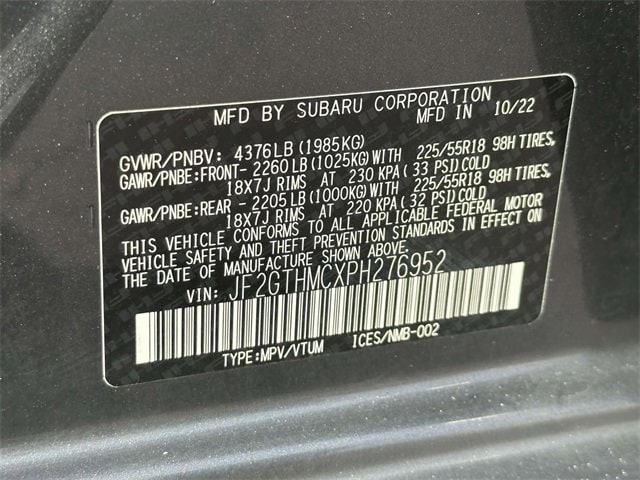 MFD BY SUBARU CORPORATION
MFD IN 10/22
GVWR/PNBV: 4376LB(1985KG)
GAWR/PNBE:FRONT- 2260LB(1025KG)WITH 225/55R18 98H TIRES,
18X7J RIMS AT 230 KPA(33 PSI)COLD
GAWR/PNBE:REAR - 2205LB(1000KG)WITH 225/55R18 98H TIRES,
18X7J RIMS AT 220 KPA(32 PSI)COLD
THIS VEHICLE CONFORMS TO ALL APPLICABLE FEDERAL MOTOR
VEHICLE SAFETY AND THEFT PREVENTION STANDARDS IN EFFECT ON
THE DATE OF MANUFACTURE SHOWN ABOVE.
VIN: JF2GTHMCXPH276952
TYPE:MPV/VTUM ICES/NMB-002